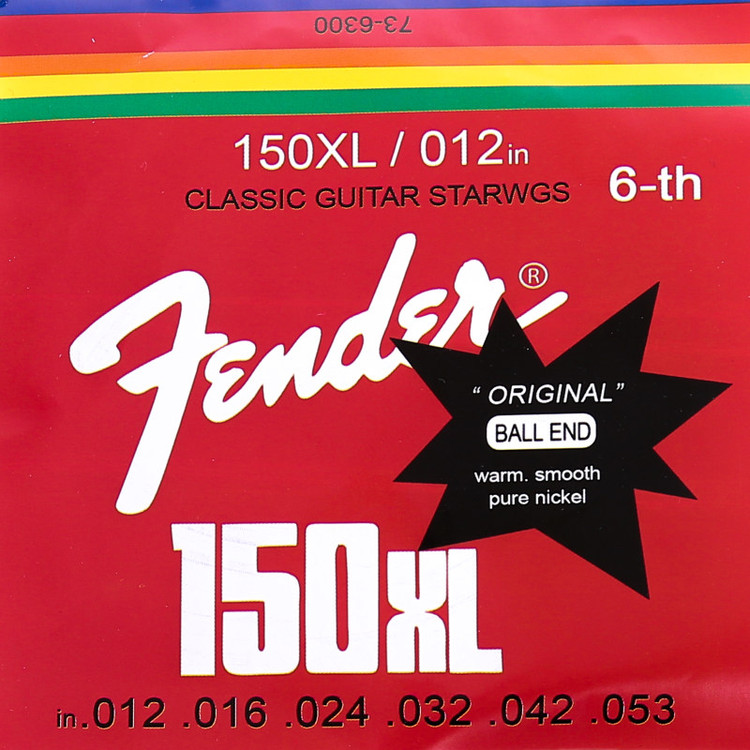 73-6300
150XL / 012in
CLASSIC GUITAR STARWGS
6-th
Fender®
“ ORIGINAL”
BALL END
warm. smooth
pure nickel
150XL
in.012 .016 .024 .032 .042 .053